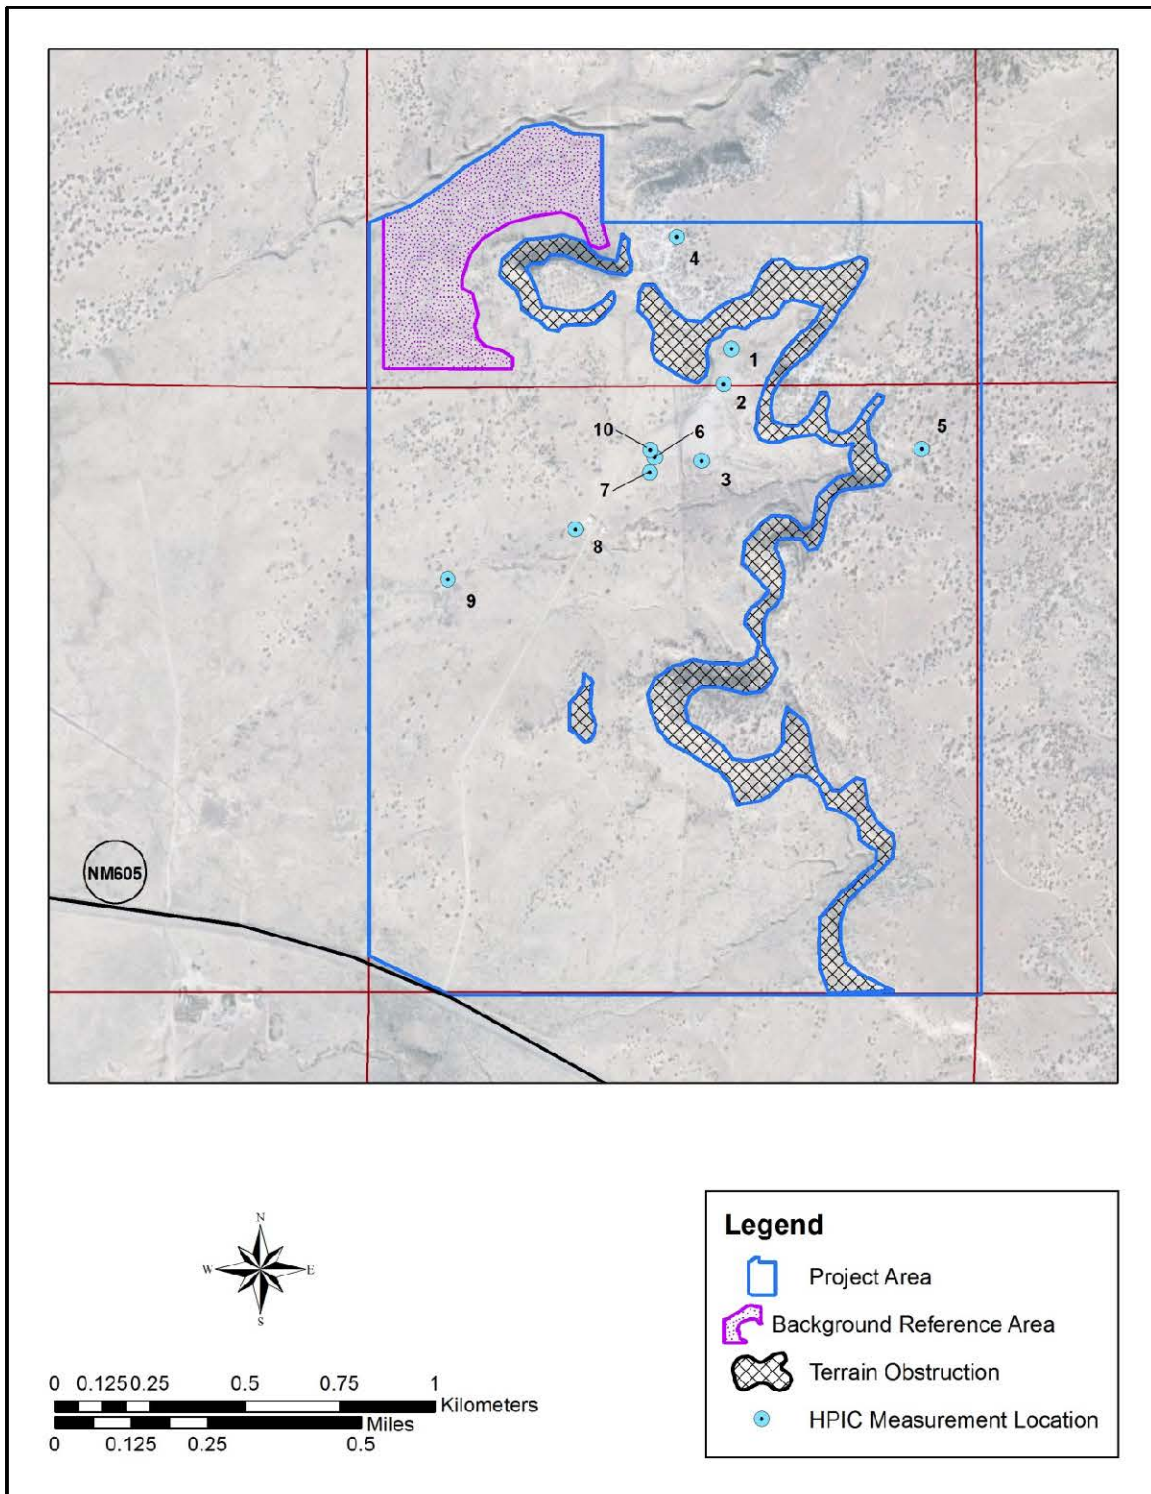 4
1
2
5
10
6
3
7
8
9
NM605
N
W E
S
Legend
Project Area
Background Reference Area
Terrain Obstruction
HPIC Measurement Location
0 0.125 0.25 0.5 0.75 1
Kilometers
Miles
0 0.125 0.25 0.5